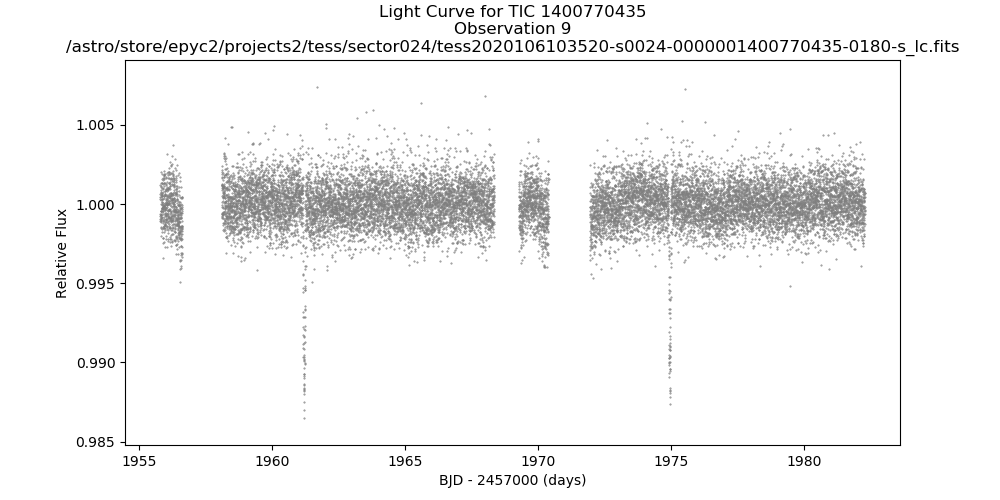 Light Curve for TIC 1400770435
Observation 9
/astro/store/epyc2/projects2/tess/sector024/tess2020106103520-s0024-0000001400770435-0180-s_lc.fits
1.005
1.000
0.995
0.990
0.985
Relative Flux
1955
1960
1965
1970
1975
1980
BJD - 2457000 (days)